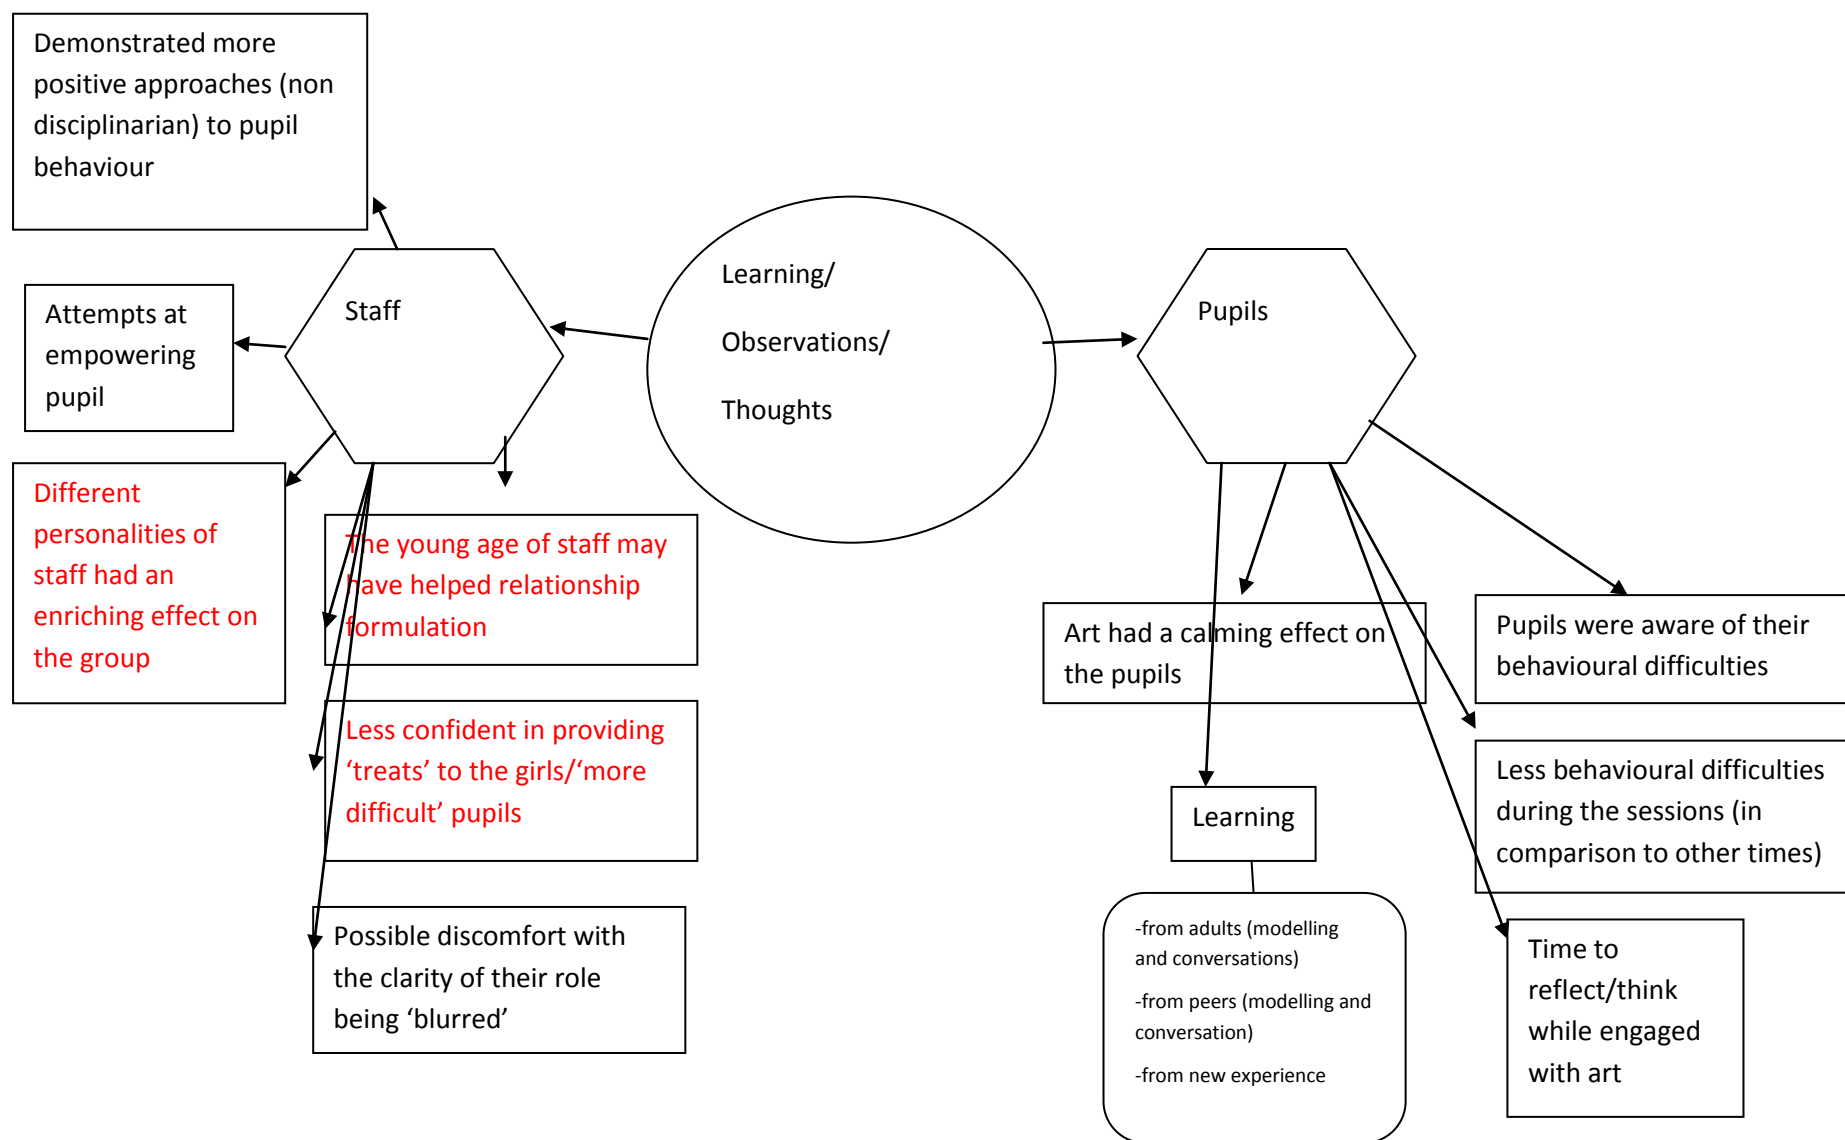 Demonstrated more
positive approaches (non
disciplinarian) to pupil
behaviour
Attempts at
empowering
pupil
Staff
Learning/
Observations/
Thoughts
Pupils
Different
personalities of
staff had an
enriching effect on
the group
The young age of staff may
have helped relationship
formulation
Less confident in providing
‘treats’ to the girls/‘more
difficult’ pupils
Possible discomfort with
the clarity of their role
being ‘blurred’
Art had a calming effect on
the pupils
Pupils were aware of their
behavioural difficulties
Learning
Less behavioural difficulties
during the sessions (in
comparison to other times)
-from adults (modelling
and conversations)
-from peers (modelling and
conversation)
-from new experience
Time to
reflect/think
while engaged
with art